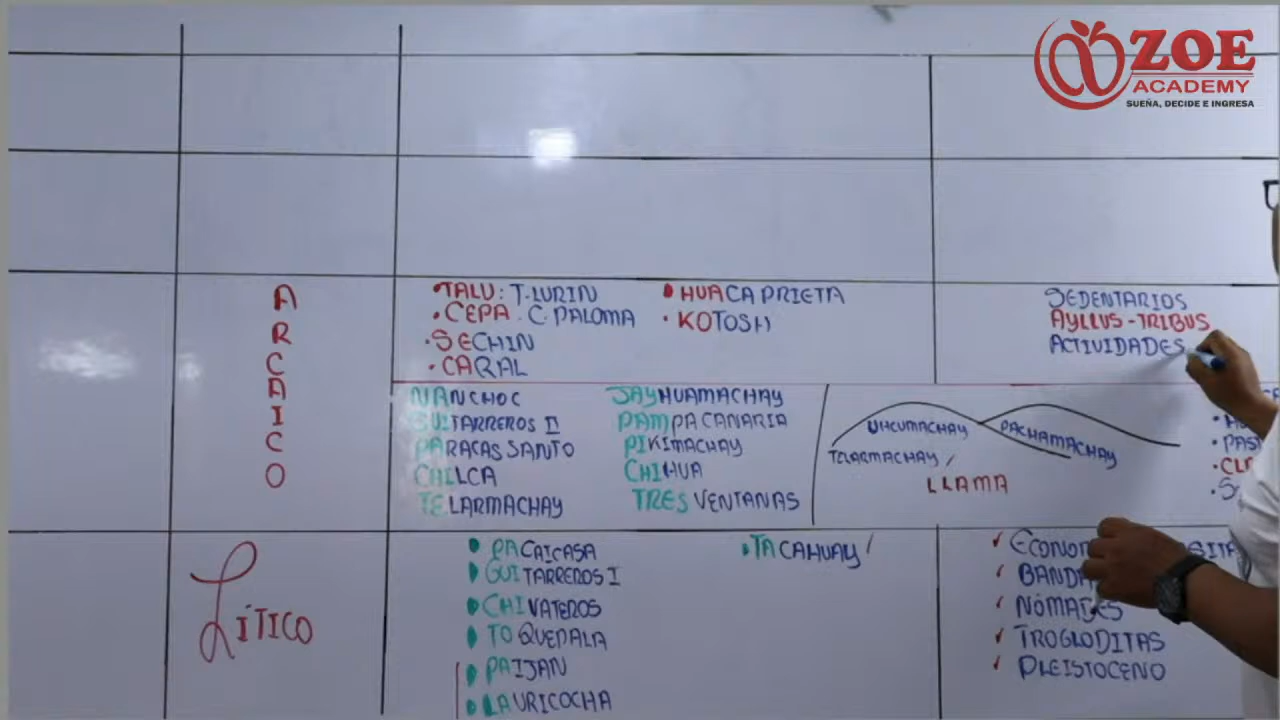 ZOE
ACADEMY
SUEÑA, DECIDE E INGRESA
ARCAICO
• TALU: T. LURIN
• CEPA: C. PALOMA
• SECHIN
• CARAL
• HUACA PRIETA
• KOTOSH
SEDENTARIOS
AYLLUS - TRIBUS
ACTIVIDADES
NANCHOC
GUITARREROS II
PARACAS SANTO
CHILCA
TELARMACHAY
JAYHUAMACHAY
PAMPA CANARIA
PIKIMACHAY
CHIHUA
TRES VENTANAS
UHCUMACHAY
PACHAMACHAY
TELARMACHAY
LLAMA
LÍTICO
PACAICASA
GUITARREROS I
CHIVATEROS
TOQUEPALA
PAIJAN
LAURICOCHA
• TACAHUAY
NÓMADES
TROGLODITAS
PLEISTOCENO